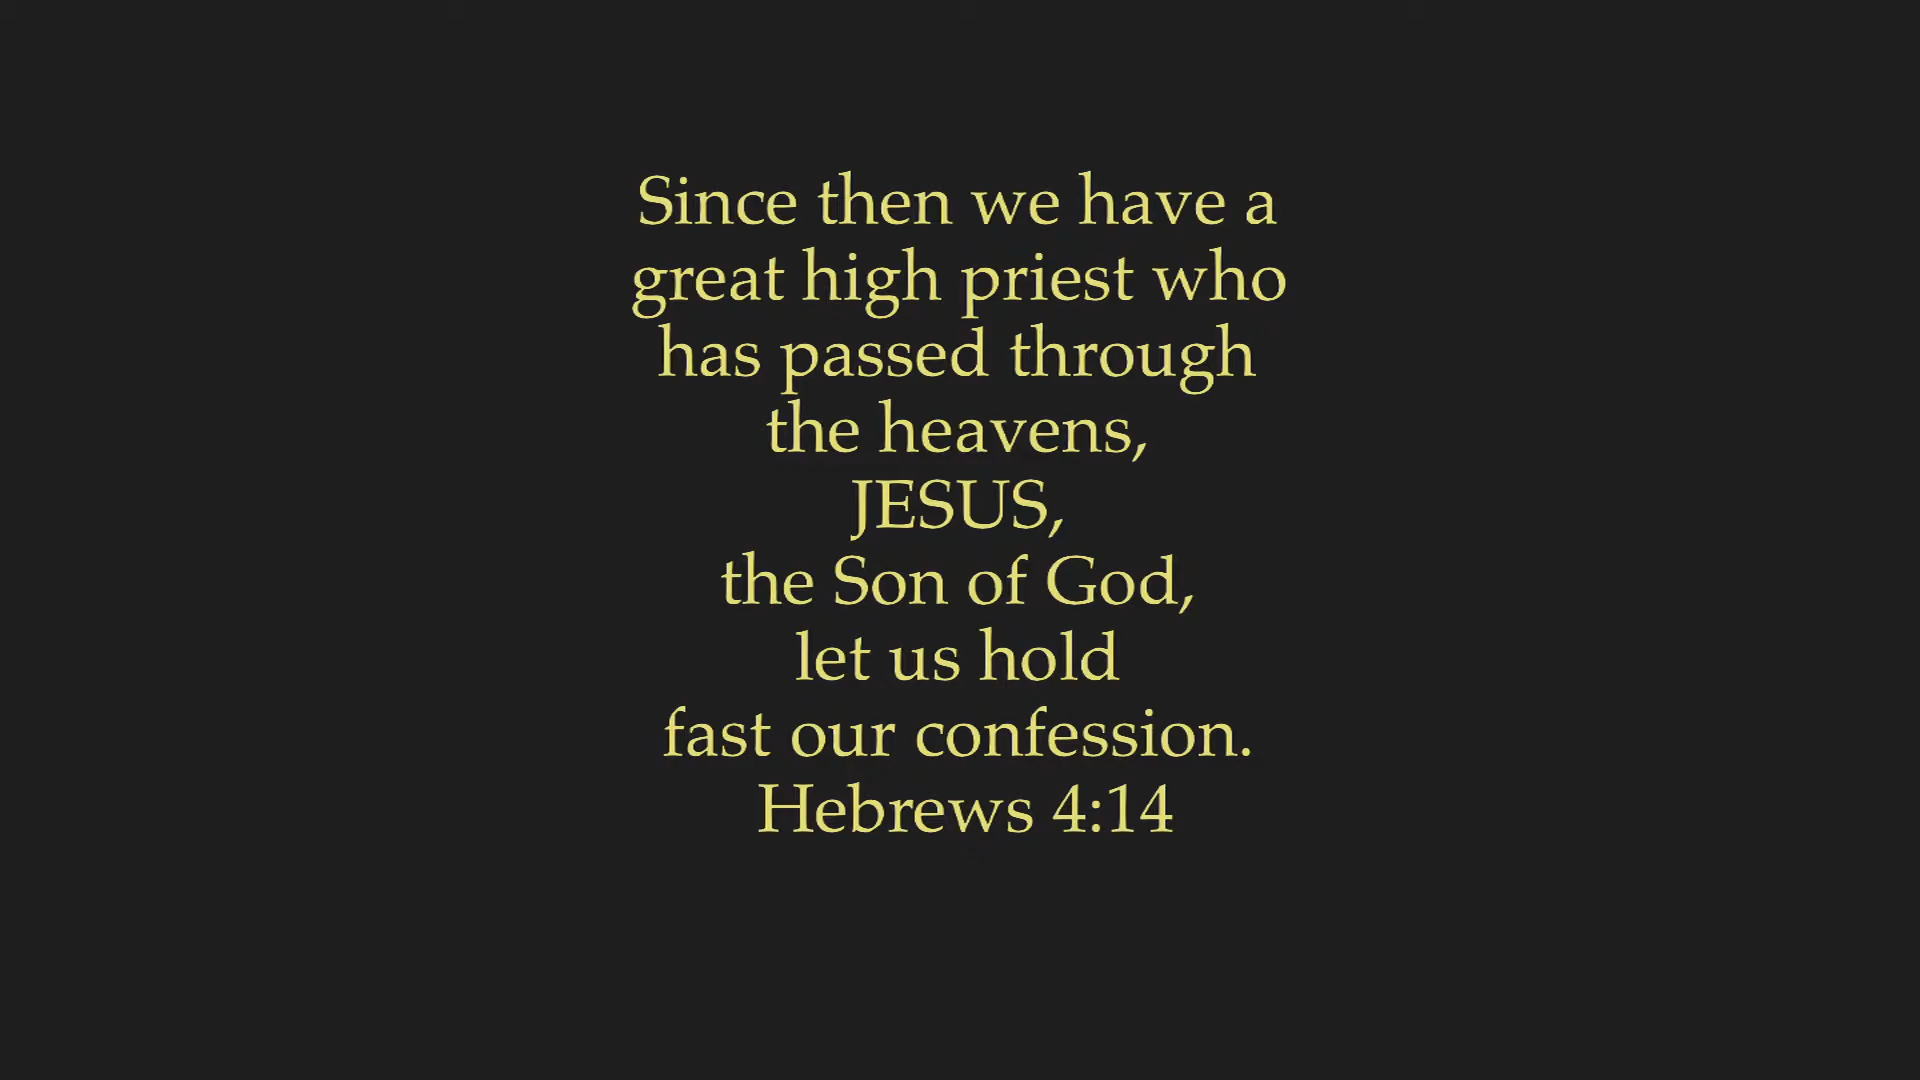 Since then we have a
great high priest who
has passed through
the heavens,
JESUS,
the Son of God,
let us hold
fast our confession.
Hebrews 4:14